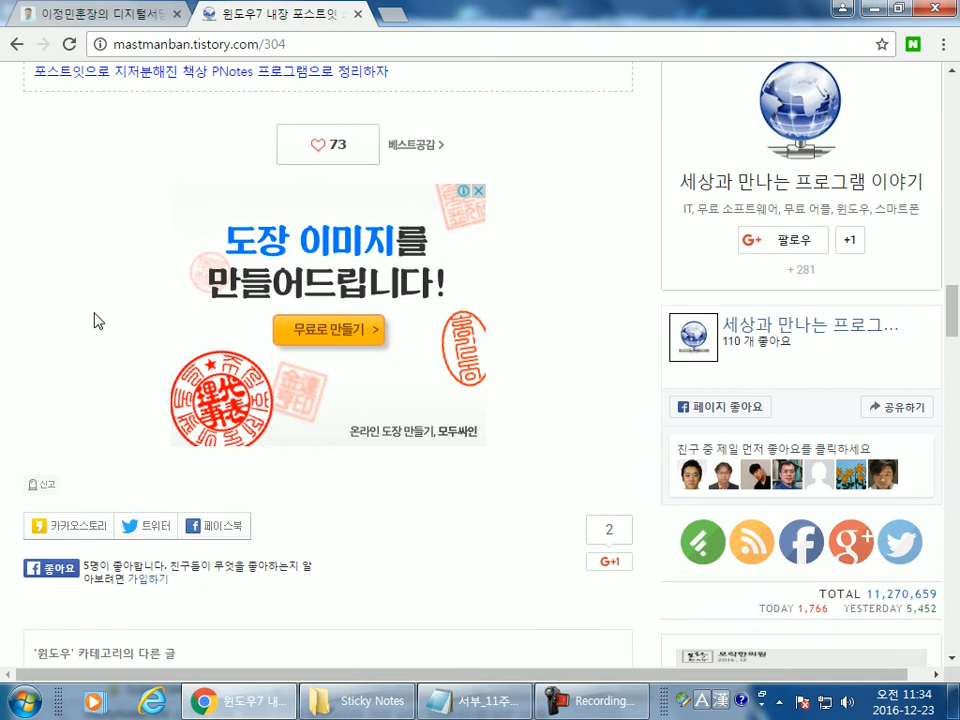 이정민훈장의 디지털서당
윈도우7 내장 포스트잇
mastmanban.tistory.com/304
포스트잇으로 지저분해진 책상 PNotes 프로그램으로 정리하자
73
베스트공감 >
도장 이미지를
만들어드립니다!
무료로 만들기 >
온라인 도장 만들기, 모두싸인
신고
카카오스토리
트위터
페이스북
2
G+1
좋아요
5명이 좋아합니다. 친구들이 무엇을 좋아하는지 알
아보려면 가입하기
'윈도우' 카테고리의 다른 글
세상과 만나는 프로그램 이야기
IT, 무료 소프트웨어, 무료 어플, 윈도우, 스마트폰
G+ 팔로우
+1
+ 281
세상과 만나는 프로그...
110 개 좋아요
페이지 좋아요
공유하기
친구 중 제일 먼저 좋아요를 클릭하세요
TOTAL 11,270,659
TODAY 1,766 YESTERDAY 5,452
모락한의원
2016.12
윈도우7 내...
Sticky Notes
서부_11주...
Recording...
A 漢
오전 11:34
2016-12-23